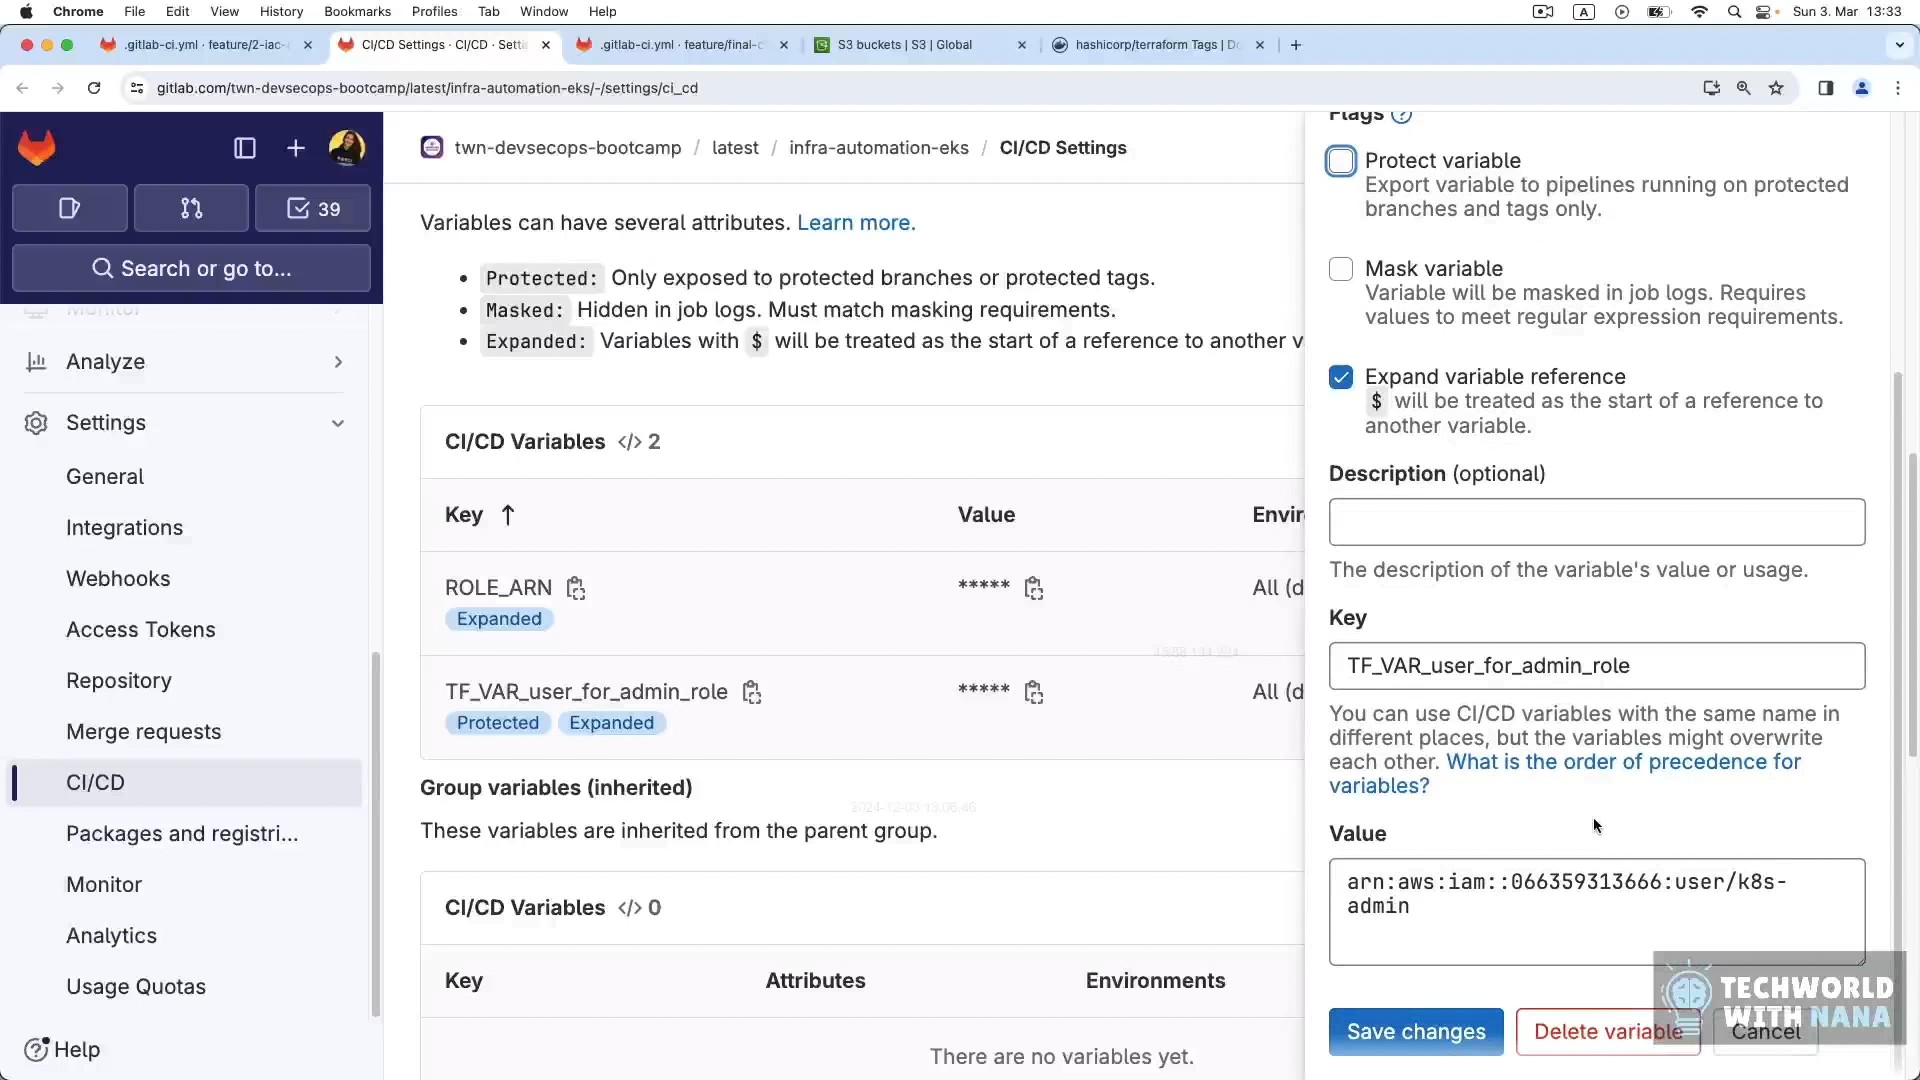 Chrome File Edit View History Bookmarks Profiles Tab Window Help A Sun 3. Mar 13:33
.gitlab-ci.yml · feature/2-iac- CI/CD Settings · CI/CD · Setti .gitlab-ci.yml · feature/final-c S3 buckets | S3 | Global hashicorp/terraform Tags | Do
gitlab.com/twn-devsecops-bootcamp/latest/infra-automation-eks/-/settings/ci_cd
39
Search or go to...
Monitor
Analyze
Settings
General
Integrations
Webhooks
Access Tokens
Repository
Merge requests
CI/CD
Packages and registri...
Monitor
Analytics
Usage Quotas
Help
twn-devsecops-bootcamp / latest / infra-automation-eks / CI/CD Settings
Variables can have several attributes. Learn more.
Protected: Only exposed to protected branches or protected tags.
Masked: Hidden in job logs. Must match masking requirements.
Expanded: Variables with $ will be treated as the start of a reference to another v
CI/CD Variables </> 2
Key ↑ Value Envir
ROLE_ARN ***** All (d
Expanded
TF_VAR_user_for_admin_role ***** All (d
Protected Expanded
Group variables (inherited)
2024-12-03 13:06:46
These variables are inherited from the parent group.
CI/CD Variables </> 0
Key Attributes Environments
There are no variables yet.
Flags
Protect variable
Export variable to pipelines running on protected
branches and tags only.
Mask variable
Variable will be masked in job logs. Requires
values to meet regular expression requirements.
Expand variable reference
$ will be treated as the start of a reference to
another variable.
Description (optional)
The description of the variable's value or usage.
Key
TF_VAR_user_for_admin_role
You can use CI/CD variables with the same name in
different places, but the variables might overwrite
each other. What is the order of precedence for
variables?
Value
arn:aws:iam::066359313666:user/k8s-
admin
Save changes Delete variable Cancel
TECHWORLD
WITH NANA